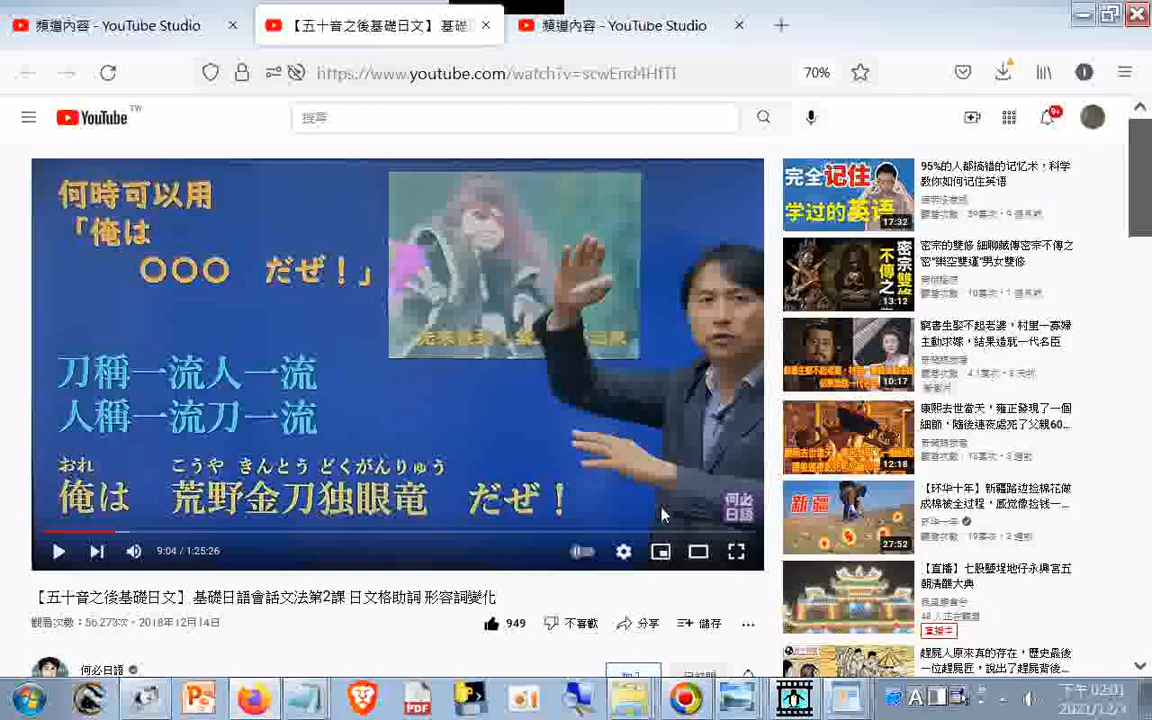 頻道內容 - YouTube Studio
【五十音之後基礎日文】基礎
頻道內容 - YouTube Studio
https://www.youtube.com/watch?v=
70%
YouTube TW
搜尋
9+
何時可以用
「俺は
〇〇〇 だぜ！」
刀稱一流人一流
人稱一流刀一流
おれ こうや きんとう どくがんりゅう
俺は 荒野金刀独眼竜 だぜ！
何必
日語
9:04 / 1:25:26
【五十音之後基礎日文】基礎日語會話文法第2課 日文格助詞 形容詞變化
觀看次數：56,273次・2018年12月14日
949
不喜歡
分享
儲存
何必日語
完全记住
学过的英语
17:32
95%的人都搞错的记忆术，科学
教你如何记住英语
密宗雙修
不傳之
13:12
密宗的雙修 細聊藏傳密宗不傳之
密“樂空雙運”男女雙修
10:17
窮書生娶不起老婆，村里一寡婦
主動求嫁，結果造就一代名臣
12:18
康熙去世當天，雍正發現了一個
細節，隨後連夜處死了父親60...
新疆
27:52
【环华十年】新疆路边捡棉花做
成棉被全过程，感觉像捡钱一...
环华十年
【直播】七股鹽埕地仔永興宮五
朝清醮大典
直播中
趕屍人原來真的存在，歷史最後
一位趕屍匠，說出了趕屍背後...
PDF
A
下午 02:01